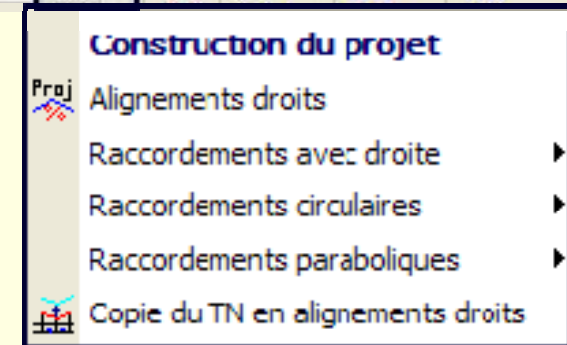 Construction du projet
Proj
Alignements droits
Raccordements avec droite
Raccordements circulaires
Raccordements paraboliques
Copie du TN en alignements droits